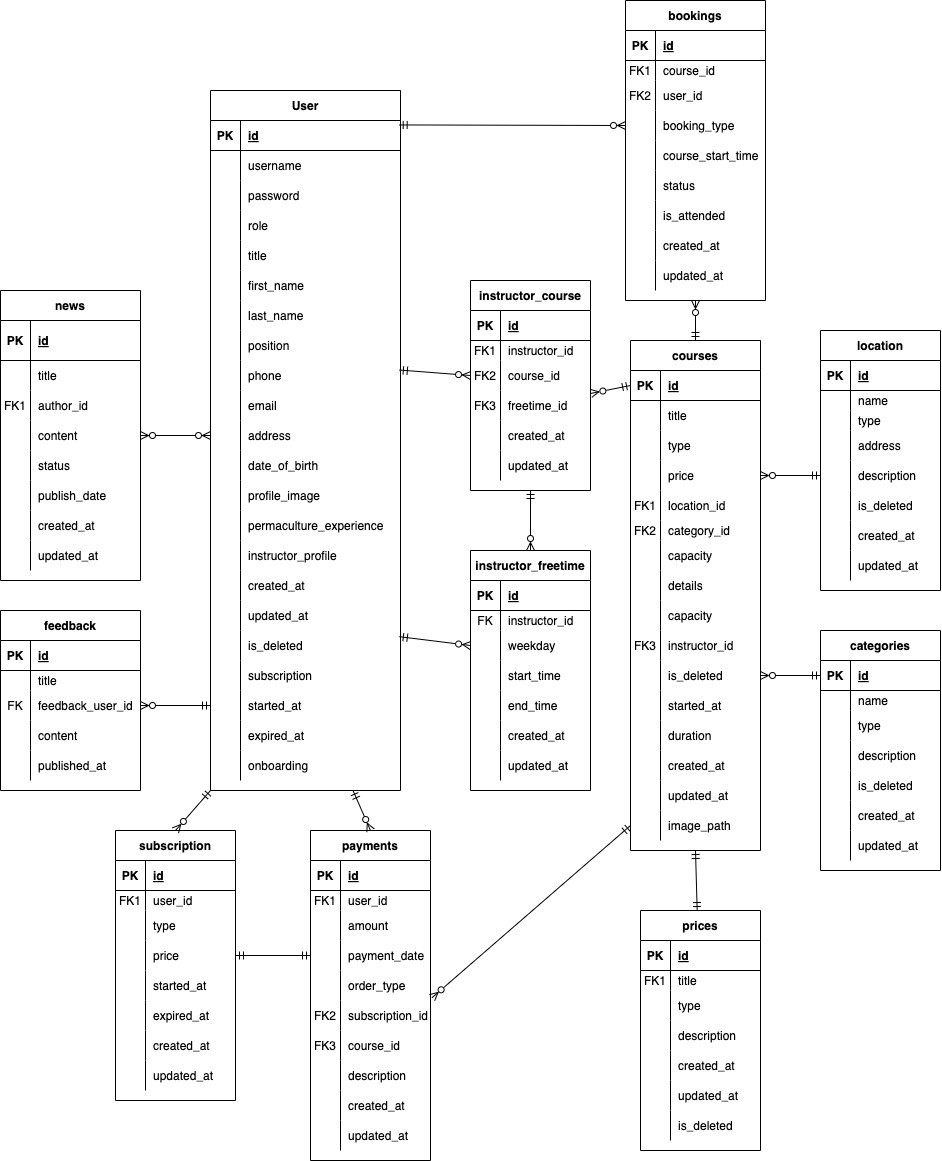 bookings
PK id
FK1 course_id
FK2 user_id
booking_type
course_start_time
status
is_attended
created_at
updated_at
User
PK id
username
password
role
title
first_name
last_name
position
phone
email
address
date_of_birth
profile_image
permaculture_experience
instructor_profile
created_at
updated_at
is_deleted
subscription
started_at
expired_at
onboarding
instructor_course
PK id
FK1 instructor_id
FK2 course_id
FK3 freetime_id
created_at
updated_at
news
PK id
title
FK1 author_id
content
status
publish_date
created_at
updated_at
courses
PK id
title
type
price
FK1 location_id
FK2 category_id
capacity
details
capacity
FK3 instructor_id
is_deleted
started_at
duration
created_at
updated_at
image_path
location
PK id
name
type
address
description
is_deleted
created_at
updated_at
instructor_freetime
PK id
FK instructor_id
weekday
start_time
end_time
created_at
updated_at
feedback
PK id
title
FK feedback_user_id
content
published_at
categories
PK id
name
type
description
is_deleted
created_at
updated_at
subscription
PK id
FK1 user_id
type
price
started_at
expired_at
created_at
updated_at
payments
PK id
FK1 user_id
amount
payment_date
order_type
FK2 subscription_id
FK3 course_id
description
created_at
updated_at
prices
PK id
FK1 title
type
description
created_at
updated_at
is_deleted